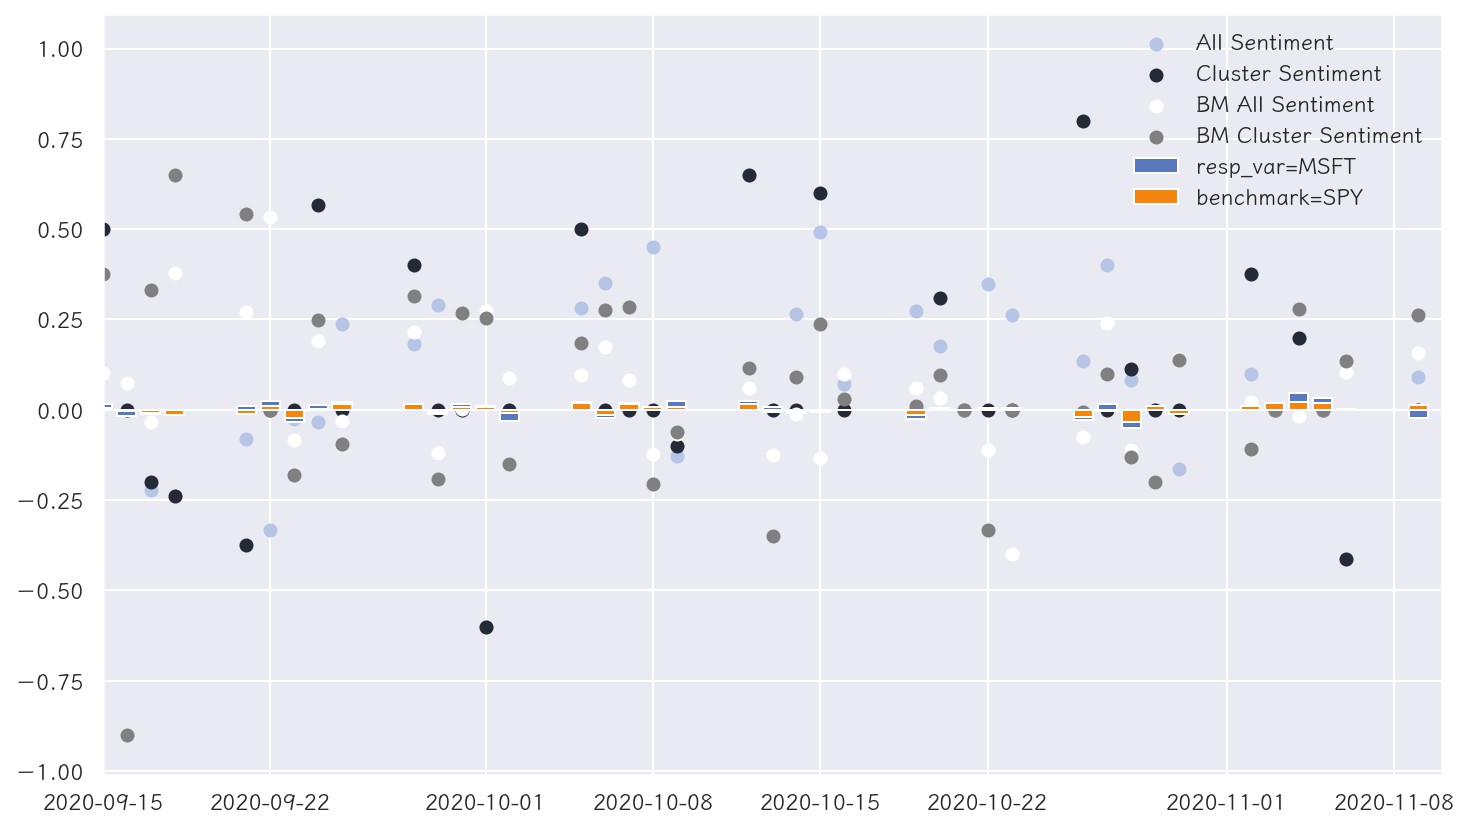 1.00
0.75
0.50
0.25
0.00
−0.25
−0.50
−0.75
−1.00
2020-09-15
2020-09-22
2020-10-01
2020-10-08
2020-10-15
2020-10-22
2020-11-01
2020-11-08
All Sentiment
Cluster Sentiment
BM All Sentiment
BM Cluster Sentiment
resp_var=MSFT
benchmark=SPY